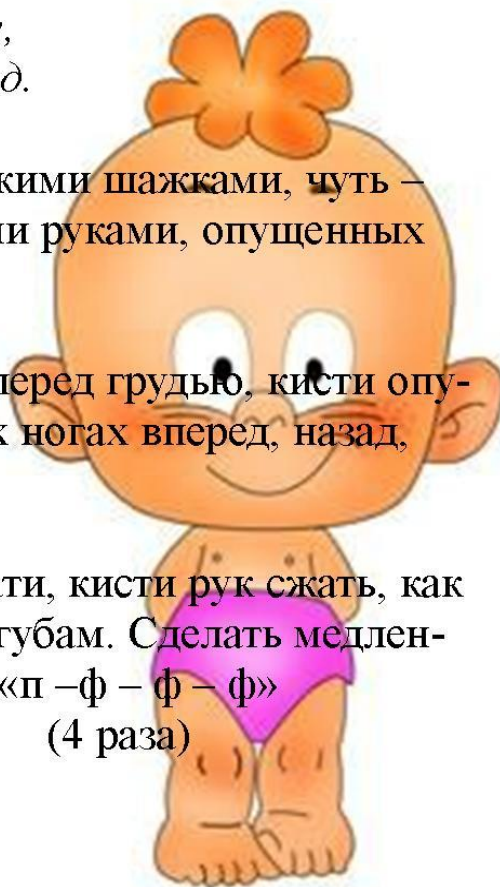 д.
кими шажками, чуть –
ми руками, опущенных
перед грудью, кисти опу-
х ногах вперед, назад,
ти, кисти рук сжать, как
губам. Сделать медлен-
«п –ф – ф – ф»
(4 раза)